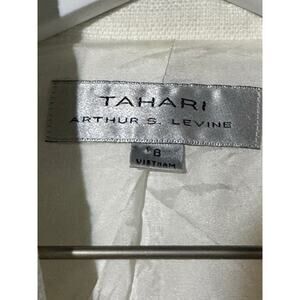 TAHARI
ARTHUR S. LEVINE
8
VIETNAM